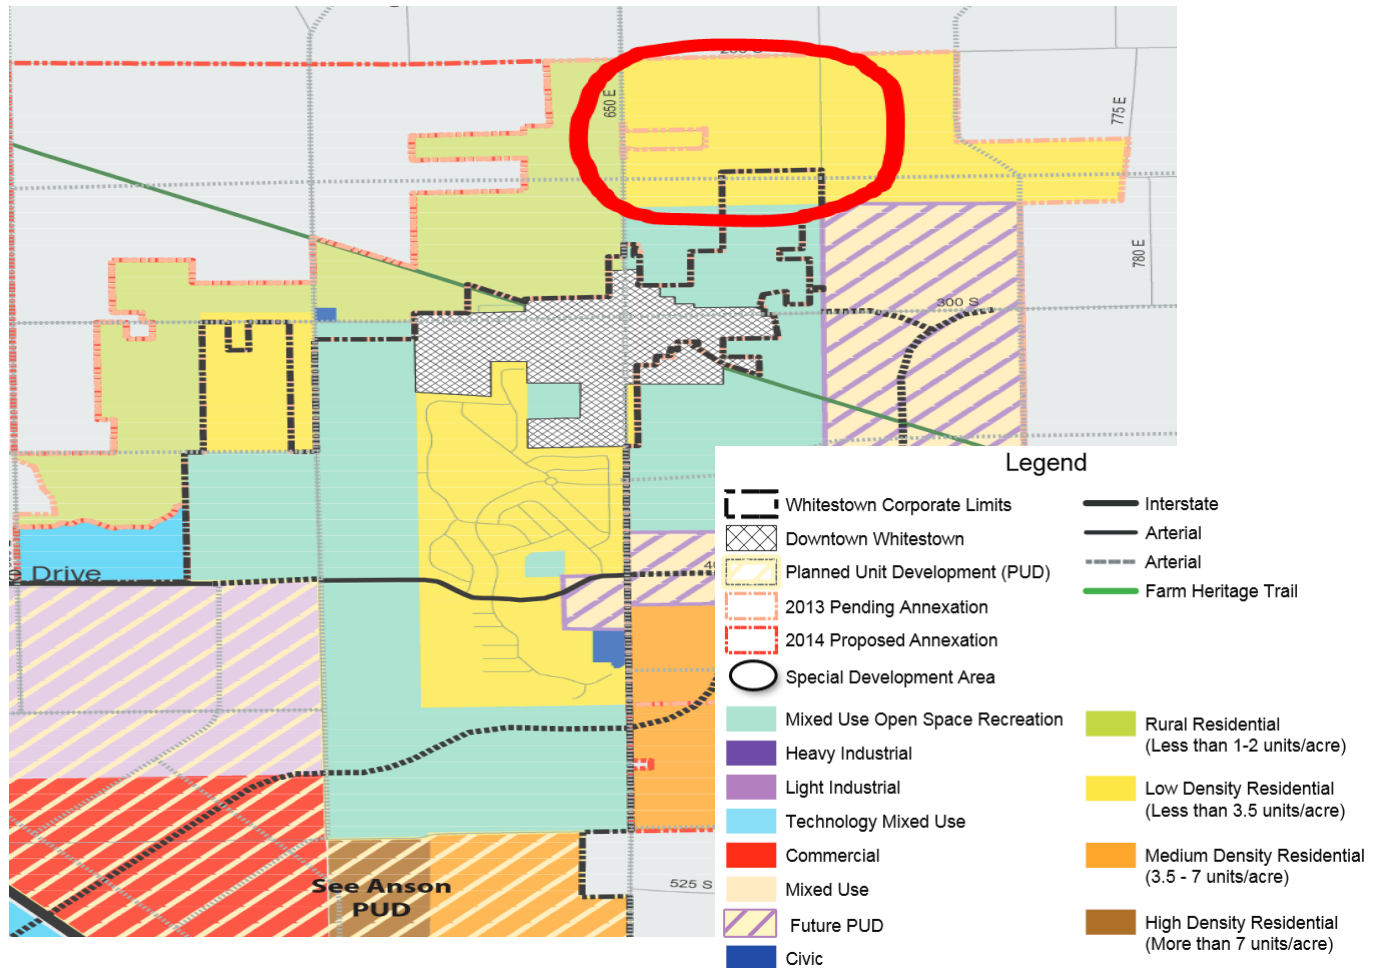 650 E
775 E
780 E
300 S
e Drive
See Anson
PUD
525 S
Legend
Whitestown Corporate Limits
Downtown Whitestown
Planned Unit Development (PUD)
2013 Pending Annexation
2014 Proposed Annexation
Special Development Area
Mixed Use Open Space Recreation
Heavy Industrial
Light Industrial
Technology Mixed Use
Commercial
Mixed Use
Future PUD
Civic
Interstate
Arterial
Arterial
Farm Heritage Trail
Rural Residential
(Less than 1-2 units/acre)
Low Density Residential
(Less than 3.5 units/acre)
Medium Density Residential
(3.5 - 7 units/acre)
High Density Residential
(More than 7 units/acre)